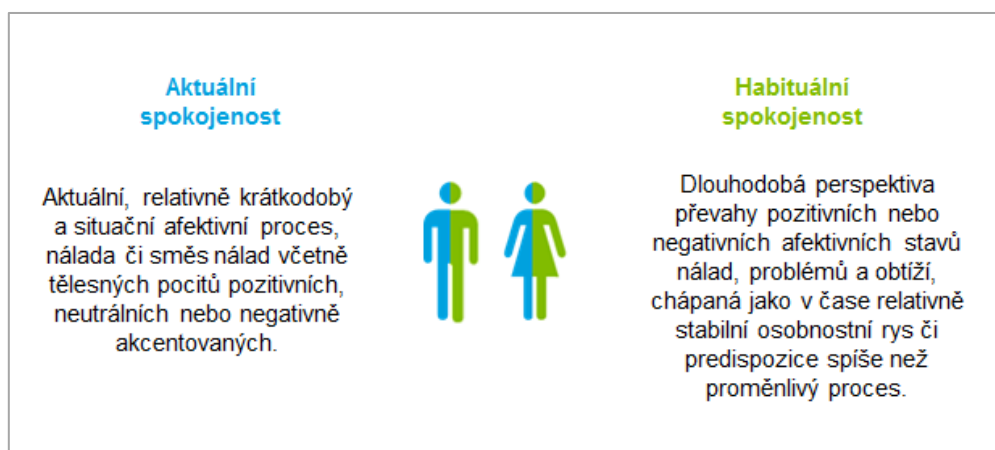 Aktuální
spokojenost
Aktuální, relativně krátkodobý
a situační afektivní proces,
nálada či směs nálad včetně
tělesných pocitů pozitivních,
neutrálních nebo negativně
akcentovaných.
Habituální
spokojenost
Dlouhodobá perspektiva
převahy pozitivních nebo
negativních afektivních stavů
nálad, problémů a obtíží,
chápaná jako v čase relativně
stabilní osobnostní rys či
predispozice spíše než
proměnlivý proces.